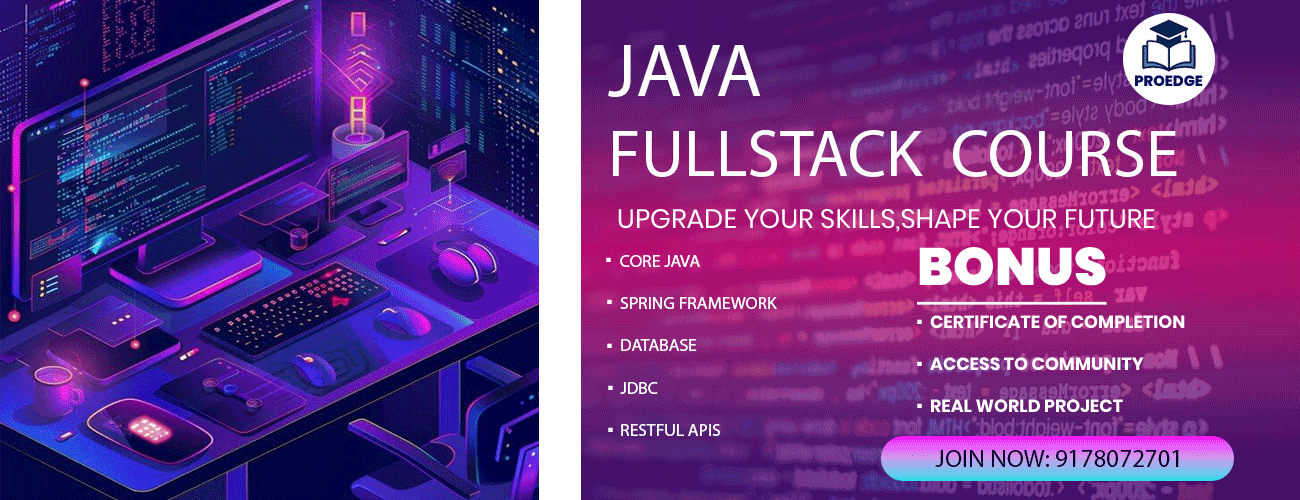 JAVA
PROEDGE
FULLSTACK COURSE
UPGRADE YOUR SKILLS,SHAPE YOUR FUTURE
▪ CORE JAVA
▪ SPRING FRAMEWORK
▪ DATABASE
▪ JDBC
▪ RESTFUL APIS
BONUS
▪ CERTIFICATE OF COMPLETION
▪ ACCESS TO COMMUNITY
▪ REAL WORLD PROJECT
JOIN NOW: 9178072701